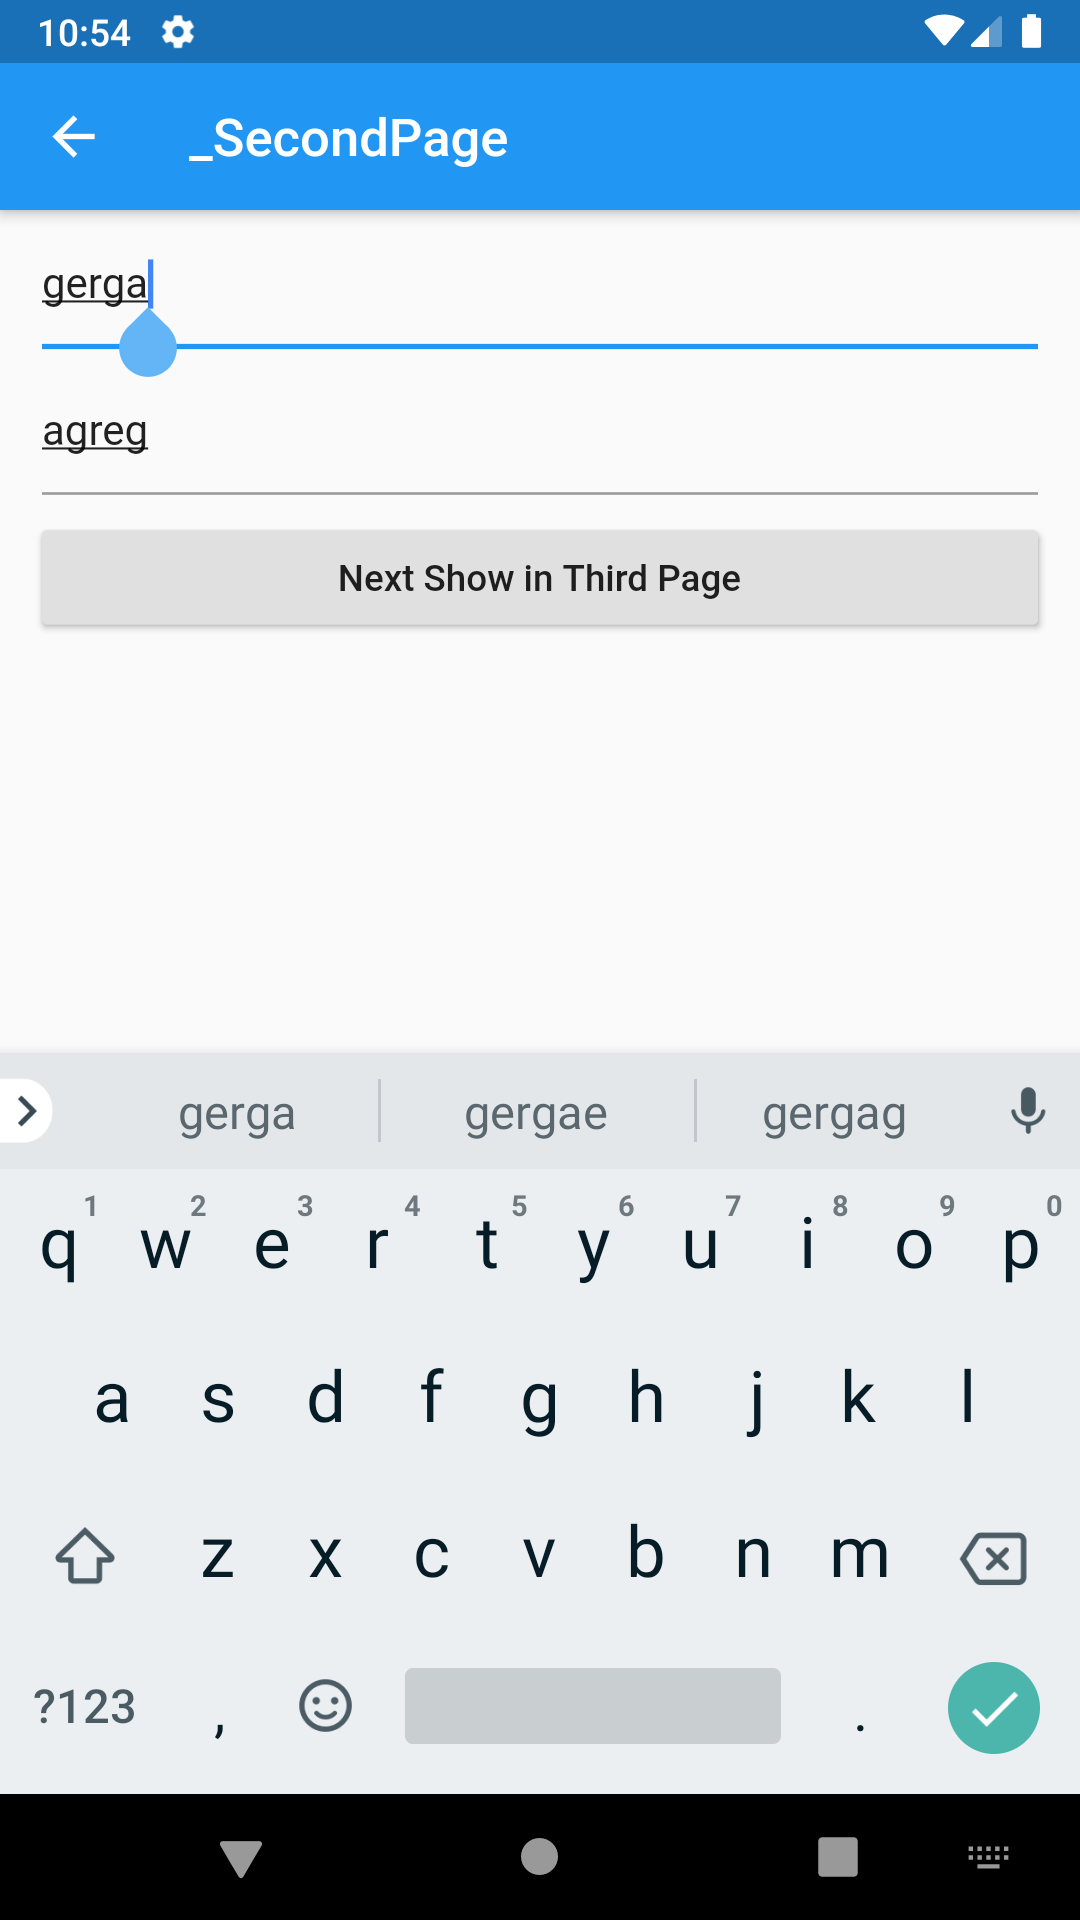 10:54
_SecondPage
gerga
agreg
Next Show in Third Page
gerga gergae gergag
1 2 3 4 5 6 7 8 9 0
q w e r t y u i o p
a s d f g h j k l
z x c v b n m
?123 , .